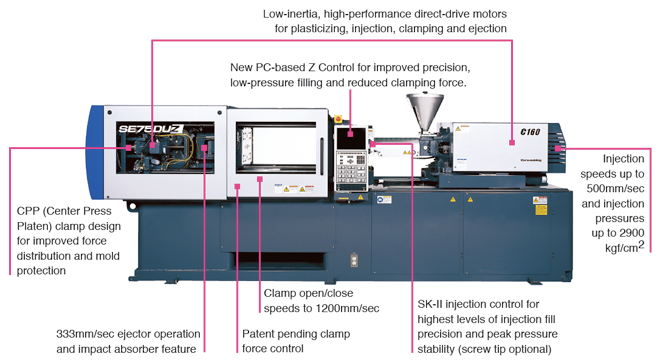 Low-inertia, high-performance direct-drive motors
for plasticizing, injection, clamping and ejection
New PC-based Z Control for improved precision,
low-pressure filling and reduced clamping force.
SE75DUZ
C160
CPP (Center Press
Platen) clamp design
for improved force
distribution and mold
protection
Injection
speeds up to
500mm/sec
and injection
pressures
up to 2900
kgf/cm2
Clamp open/close
speeds to 1200mm/sec
SK-II injection control for
highest levels of injection fill
precision and peak pressure
stability (screw tip optional)
333mm/sec ejector operation
and impact absorber feature
Patent pending clamp
force control